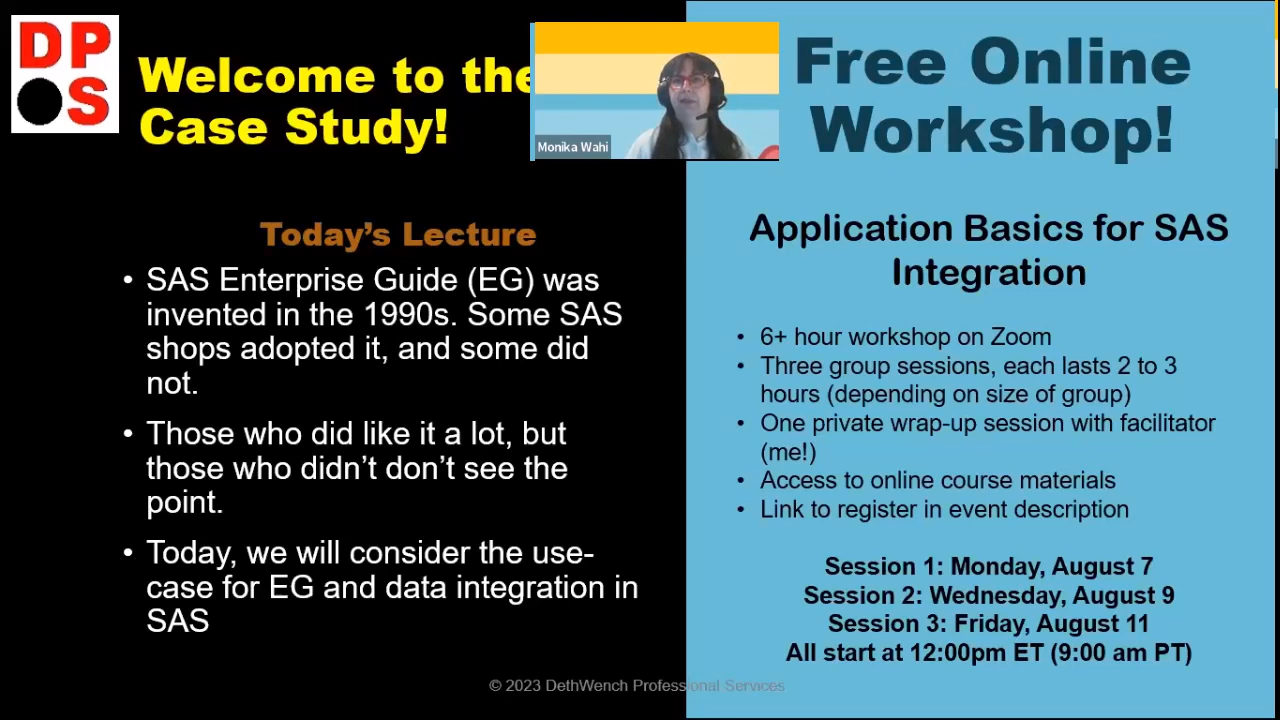 DP
S
Welcome to the
Case Study!
Monika Wahi
Today's Lecture
• SAS Enterprise Guide (EG) was
invented in the 1990s. Some SAS
shops adopted it, and some did
not.
• Those who did like it a lot, but
those who didn't don't see the
point.
• Today, we will consider the use-
case for EG and data integration in
SAS
Free Online
Workshop!
Application Basics for SAS
Integration
• 6+ hour workshop on Zoom
• Three group sessions, each lasts 2 to 3
hours (depending on size of group)
• One private wrap-up session with facilitator
(me!)
• Access to online course materials
• Link to register in event description
Session 1: Monday, August 7
Session 2: Wednesday, August 9
Session 3: Friday, August 11
All start at 12:00pm ET (9:00 am PT)
© 2023 DethWench Professional Services